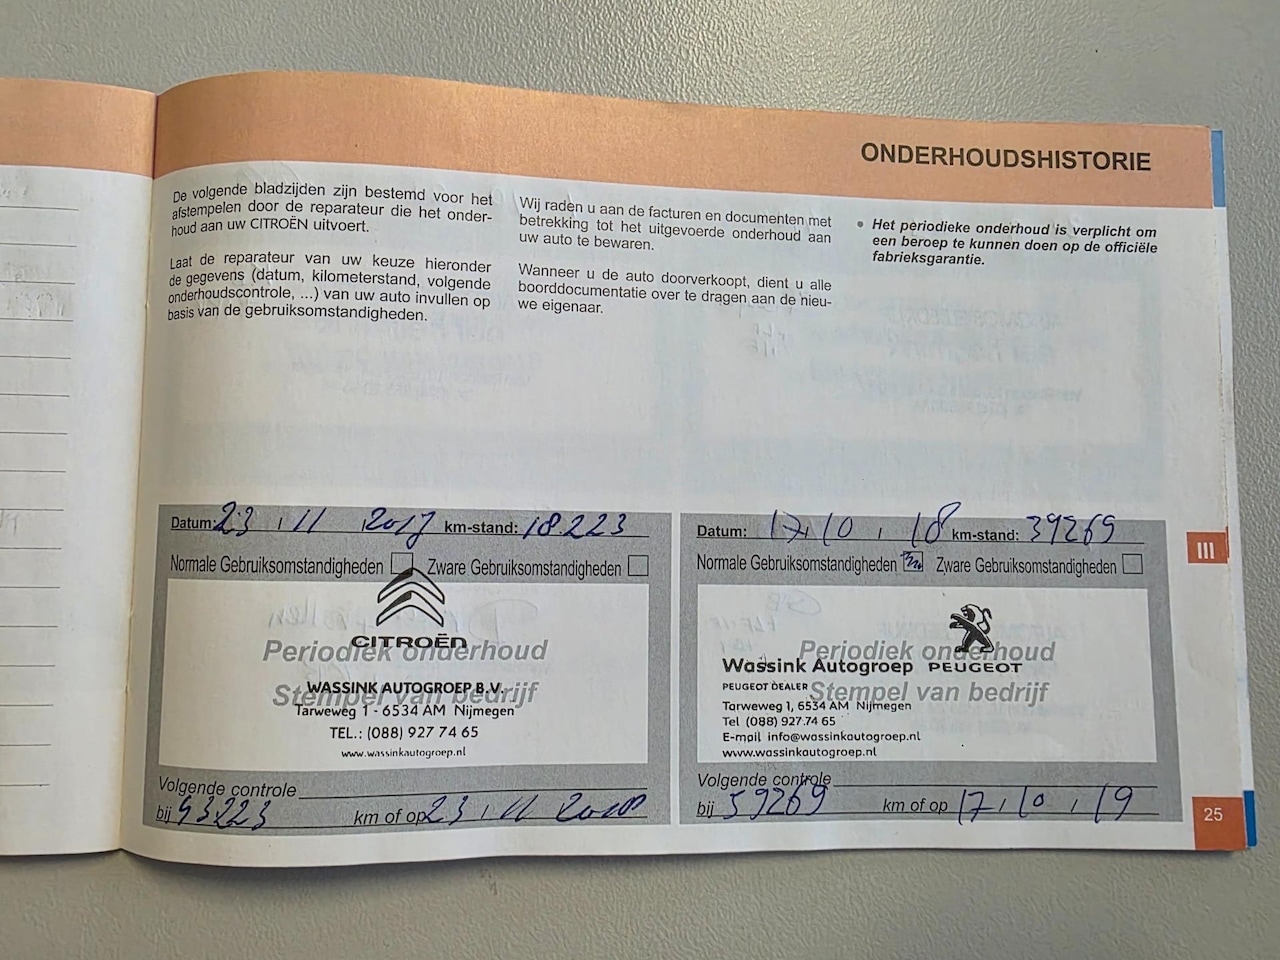 ONDERHOUDSHISTORIE
De volgende bladzijden zijn bestemd voor het
afstempelen door de reparateur die het onder-
houd aan uw CITROËN uitvoert.
Laat de reparateur van uw keuze hieronder
de gegevens (datum, kilometerstand, volgende
onderhoudscontrole, ...) van uw auto invullen op
basis van de gebruiksomstandigheden.
Wij raden u aan de facturen en documenten met
betrekking tot het uitgevoerde onderhoud aan
uw auto te bewaren.
Wanneer u de auto doorverkoopt, dient u alle
boorddocumentatie over te dragen aan de nieu-
we eigenaar.
• Het periodieke onderhoud is verplicht om
een beroep te kunnen doen op de officiële
fabrieksgarantie.
Datum: 23 / 11 / 2017 km-stand: 18.223
Normale Gebruiksomstandigheden Zware Gebruiksomstandigheden
CITROËN
Periodiek onderhoud
WASSINK AUTOGROEP B.V.
Stempel van bedrijf
Tarweweg 1 - 6534 AM Nijmegen
TEL.: (088) 927 74 65
www.wassinkautogroep.nl
Volgende controle
bij 43223 km of op 23 / 11 2018
III
Datum: 17 / 10 / 18 km-stand: 39269
Normale Gebruiksomstandigheden Zware Gebruiksomstandigheden
Periodiek onderhoud
Wassink Autogroep PEUGEOT
PEUGEOT DEALER Stempel van bedrijf
Tarweweg 1, 6534 AM Nijmegen
Tel (088) 927 74 65
E-mail info@wassinkautogroep.nl
www.wassinkautogroep.nl
Volgende controle
bij 59269 km of op 17 / 10 / 19
25